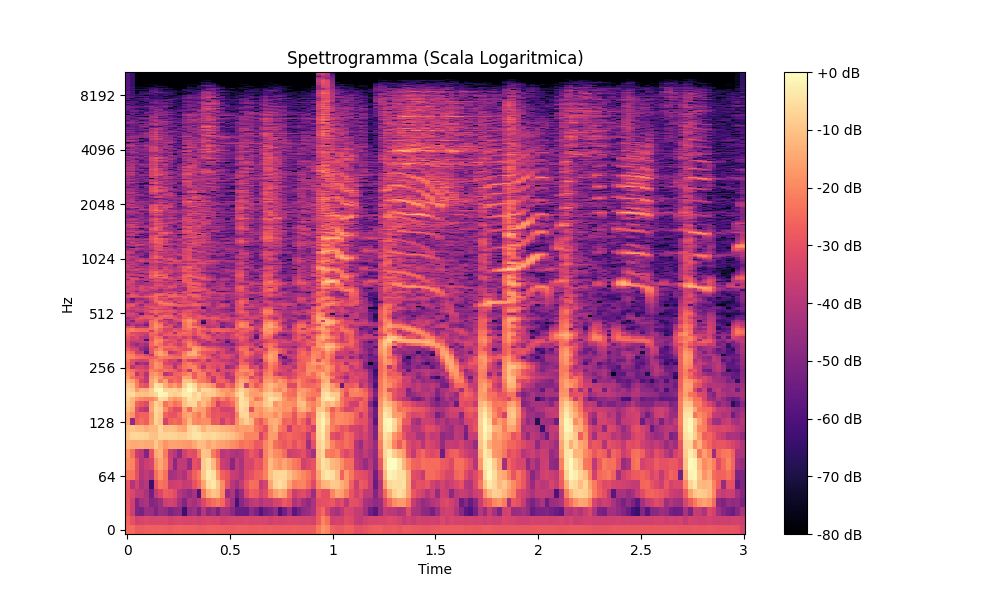 Spettrogramma (Scala Logaritmica)
Hz
8192
4096
2048
1024
512
256
128
64
0
0
0.5
1
1.5
2
2.5
3
Time
+0 dB
-10 dB
-20 dB
-30 dB
-40 dB
-50 dB
-60 dB
-70 dB
-80 dB